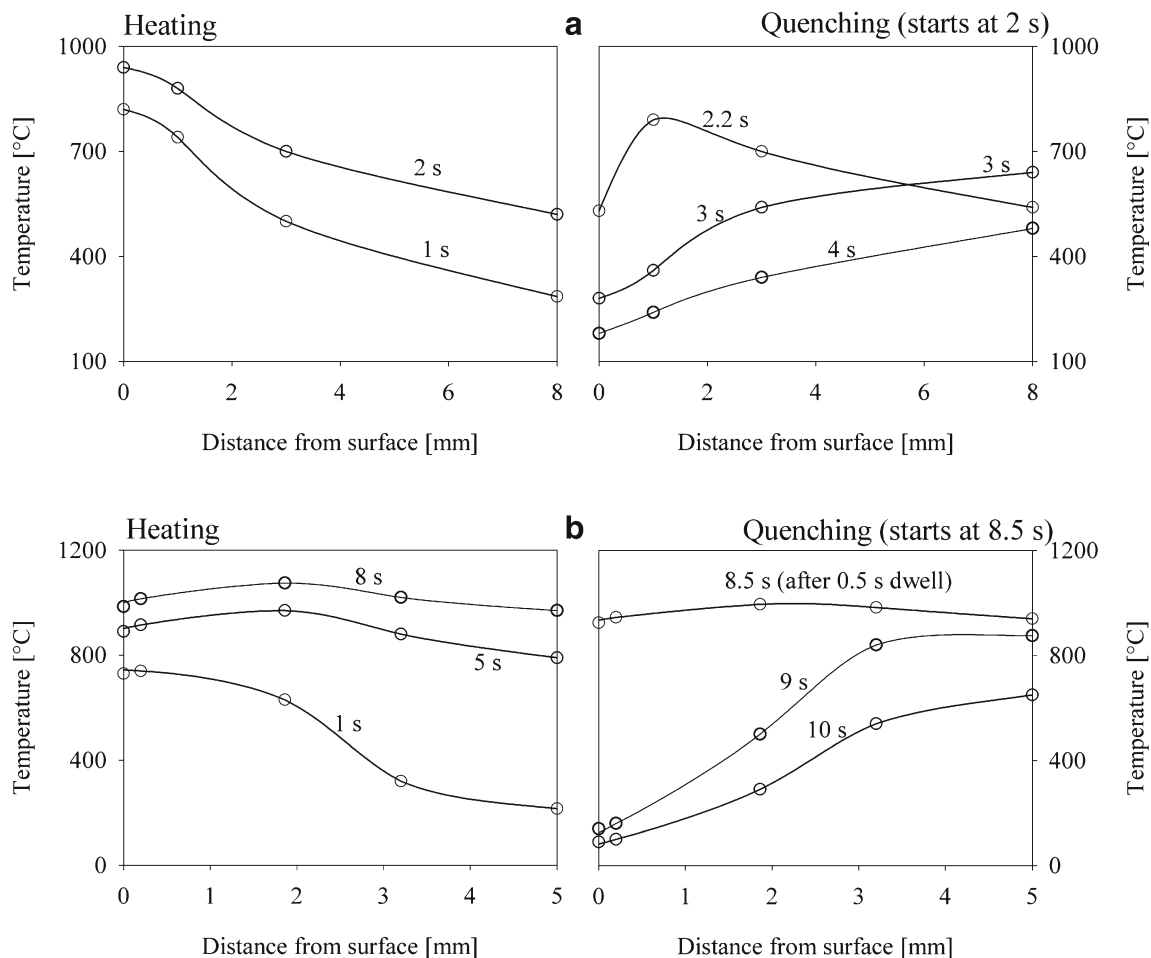 Heating
a
Quenching (starts at 2 s)
1000
700
400
100
Temperature [°C]
2 s
1 s
0 2 4 6 8
Distance from surface [mm]
2.2 s
3 s
3 s
4 s
1000
700
400
100
Temperature [°C]
0 2 4 6 8
Distance from surface [mm]
Heating
b
Quenching (starts at 8.5 s)
1200
800
400
0
Temperature [°C]
8 s
5 s
1 s
0 1 2 3 4 5
Distance from surface [mm]
8.5 s (after 0.5 s dwell)
9 s
10 s
1200
800
400
0
Temperature [°C]
0 1 2 3 4 5
Distance from surface [mm]